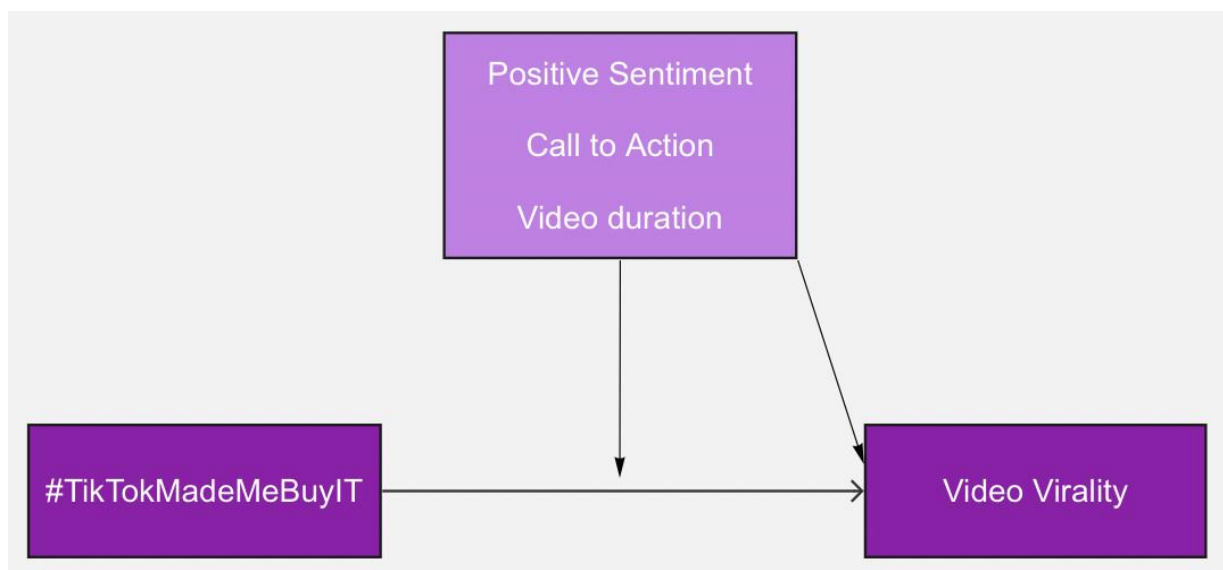 Positive Sentiment
Call to Action
Video duration
#TikTokMadeMeBuyIT
Video Virality